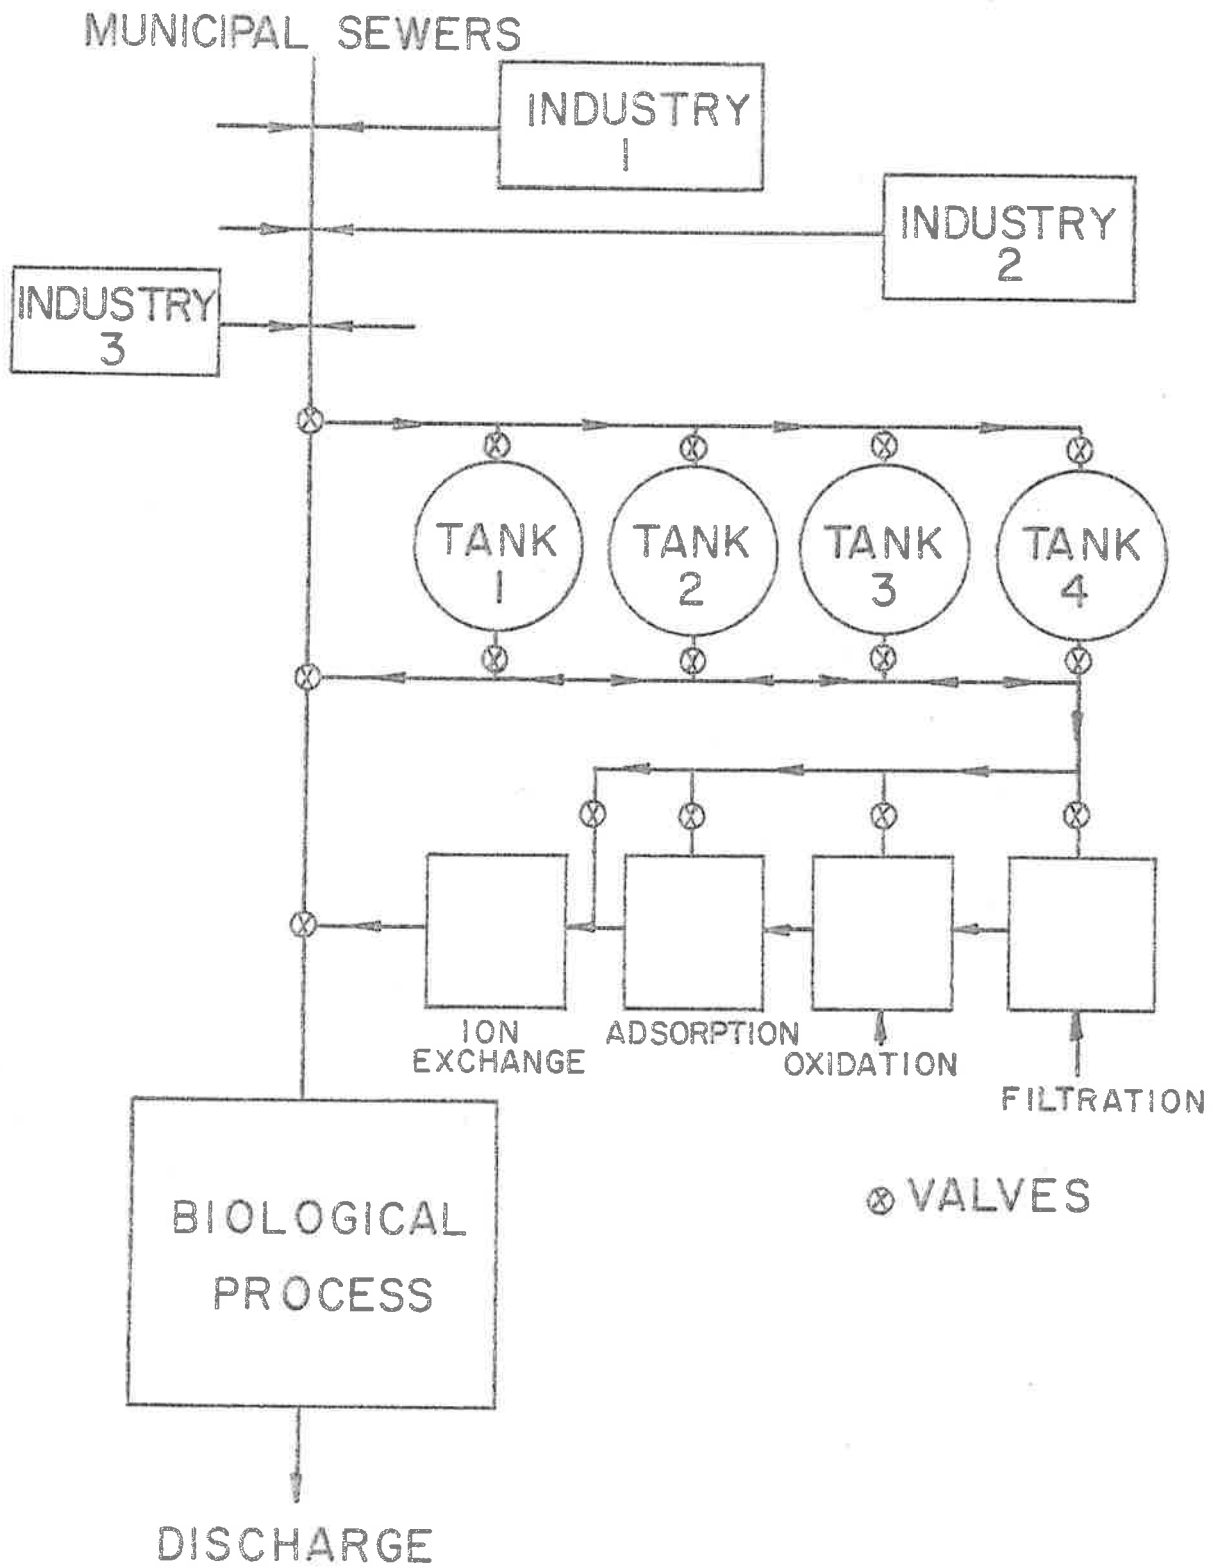 MUNICIPAL SEWERS
INDUSTRY
1
INDUSTRY
2
INDUSTRY
3
TANK
1
TANK
2
TANK
3
TANK
4
ION
EXCHANGE
ADSORPTION
OXIDATION
FILTRATION
VALVES
BIOLOGICAL
PROCESS
DISCHARGE